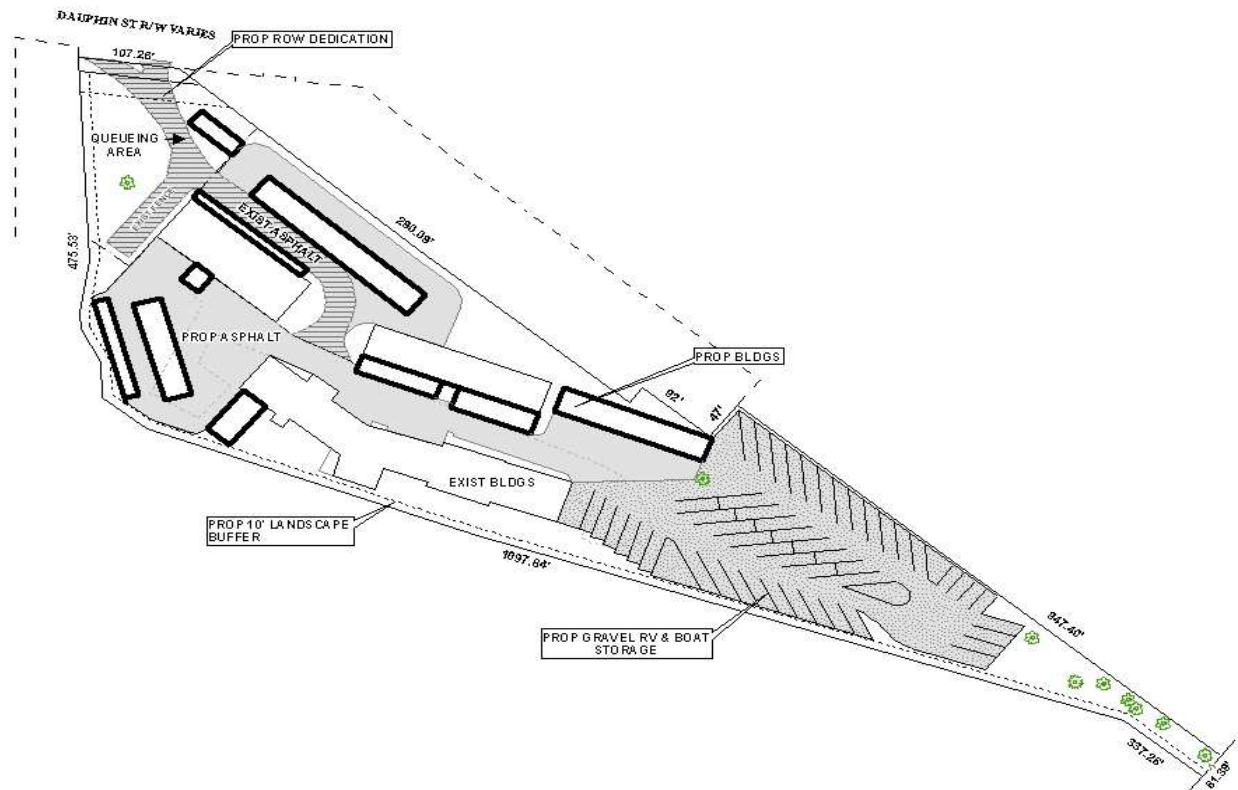 DAUPHIN ST R/W VARIES
PROP ROW DEDICATION
107.26'
QUEUEING
AREA
EXIST FENCE
EXIST ASPHALT
290.09'
475.53'
PROP ASPHALT
PROP BLDGS
92'
47'
EXIST BLDGS
PROP 10' LANDSCAPE
BUFFER
1097.64'
PROP GRAVEL RV & BOAT
STORAGE
847.40'
337.26'
61.39'